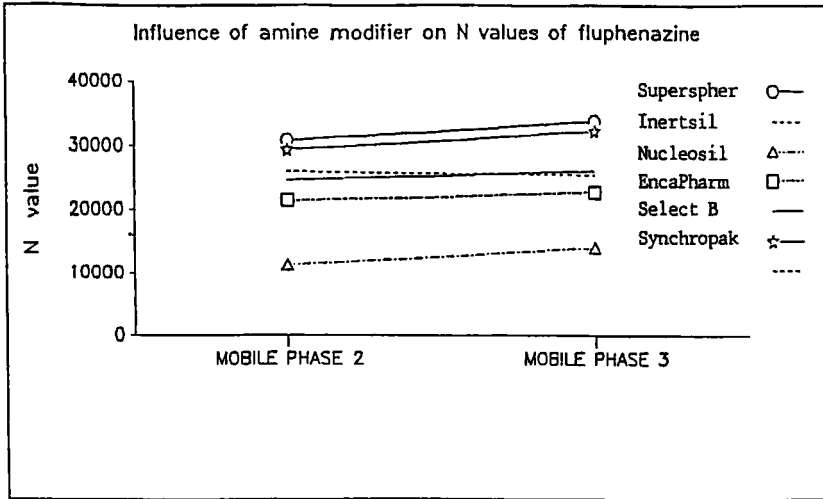 Influence of amine modifier on N values of fluphenazine
N value
40000
30000
20000
10000
0
MOBILE PHASE 2
MOBILE PHASE 3
Superspher
Inertsil
Nucleosil
EncaPharm
Select B
Synchropak